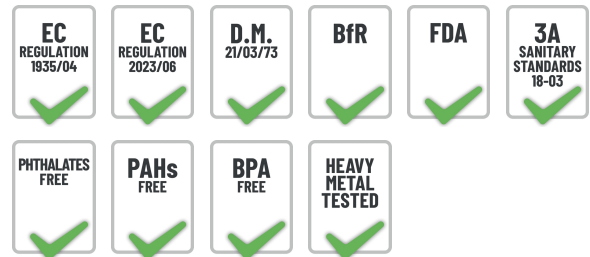 EC
REGULATION
1935/04
EC
REGULATION
2023/06
D.M.
21/03/73
BfR
FDA
3A
SANITARY
STANDARDS
18-03
PHTHALATES
FREE
PAHs
FREE
BPA
FREE
HEAVY
METAL
TESTED